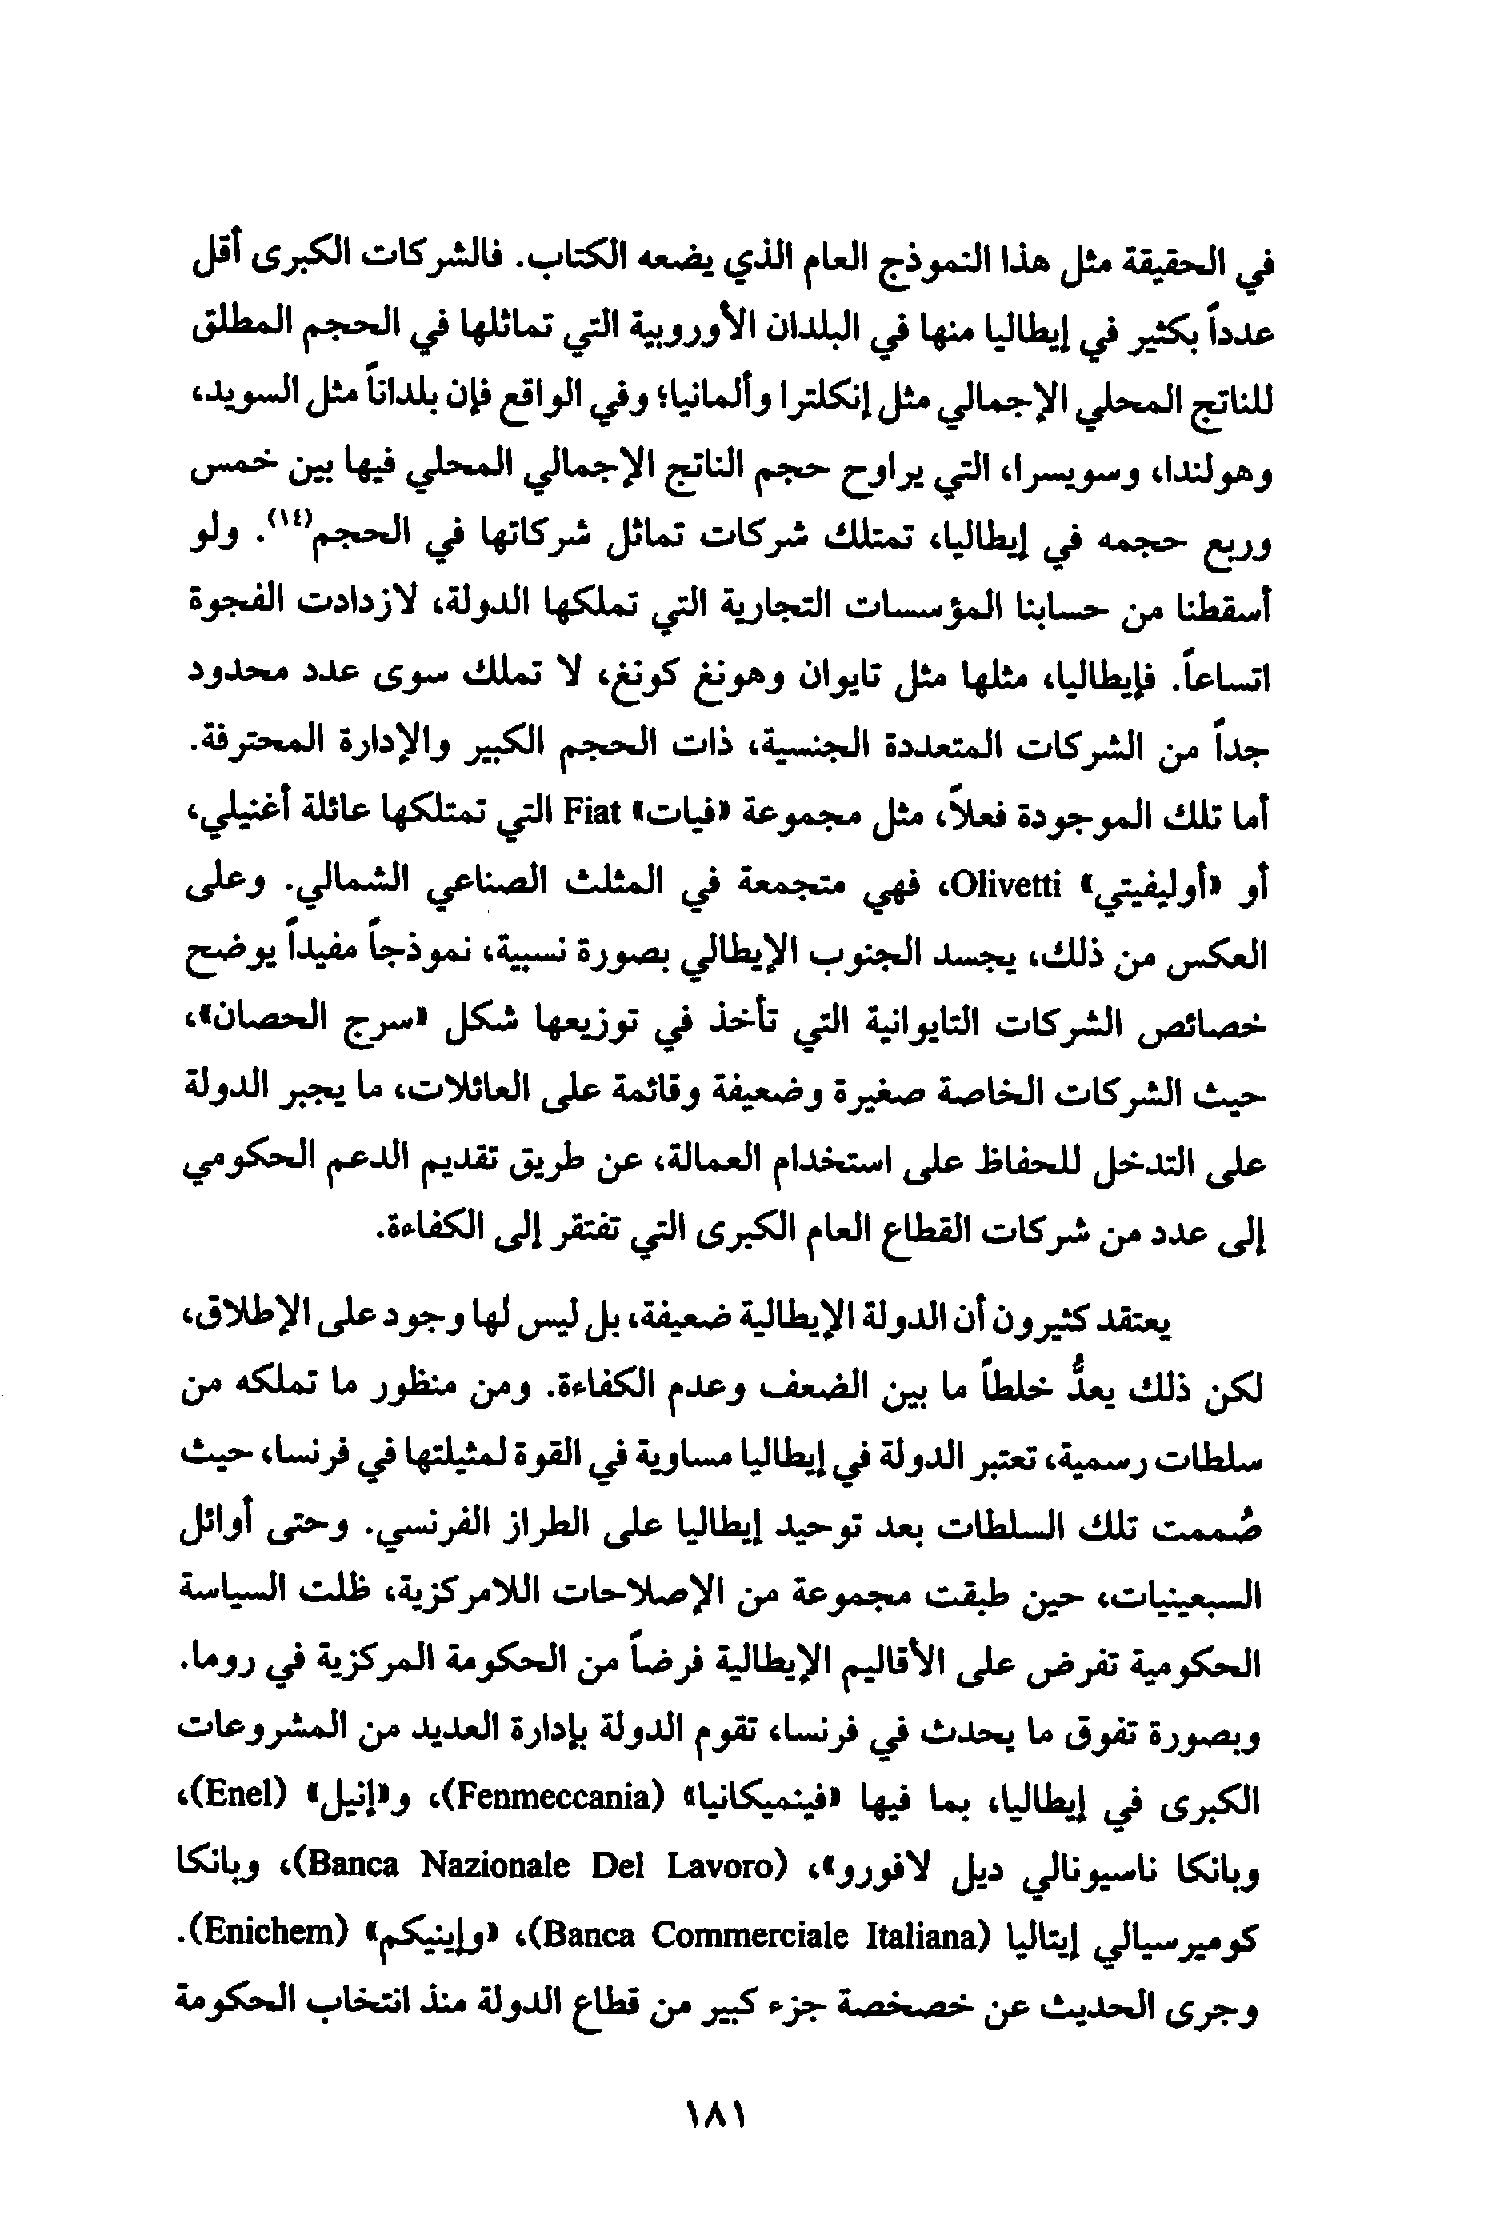 في الحقيقة مثل هذا النموذج العام الذي يضعه الكتاب. فالشركات الكبرى أقل
عدداً بكثير في إيطاليا منها في البلدان الأوروبية التي تماثلها في الحجم المطلق
للناتج المحلي الإجمالي مثل إنكلترا وألمانيا؛ وفي الواقع فإن بلداناً مثل السويد،
وهولندا، وسويسرا، التي يراوح حجم الناتج الإجمالي المحلي فيها بين خمس
وربع حجمه في إيطاليا، تمتلك شركات تماثل شركاتها في الحجم(١٤). ولو
أسقطنا من حسابنا المؤسسات التجارية التي تملكها الدولة، لازدادت الفجوة
اتساعاً. فإيطاليا، مثلها مثل تايوان وهونغ كونغ، لا تملك سوى عدد محدود
جداً من الشركات المتعددة الجنسية، ذات الحجم الكبير والإدارة المحترفة.
أما تلك الموجودة فعلاً، مثل مجموعة «فيات» Fiat التي تمتلكها عائلة أغنيلي،
أو «أوليفيتي» Olivetti، فهي متجمعة في المثلث الصناعي الشمالي. وعلى
العكس من ذلك، يجسد الجنوب الإيطالي بصورة نسبية، نموذجاً مفيداً يوضح
خصائص الشركات التايوانية التي تأخذ في توزيعها شكل «سرج الحصان»،
حيث الشركات الخاصة صغيرة وضعيفة وقائمة على العائلات، ما يجبر الدولة
على التدخل للحفاظ على استخدام العمالة، عن طريق تقديم الدعم الحكومي
إلى عدد من شركات القطاع العام الكبرى التي تفتقر إلى الكفاءة.
يعتقد كثيرون أن الدولة الإيطالية ضعيفة، بل ليس لها وجود على الإطلاق،
لكن ذلك يعدُّ خلطاً ما بين الضعف وعدم الكفاءة. ومن منظور ما تملكه من
سلطات رسمية، تعتبر الدولة في إيطاليا مساوية في القوة لمثيلتها في فرنسا، حيث
صُممت تلك السلطات بعد توحيد إيطاليا على الطراز الفرنسي. وحتى أوائل
السبعينيات، حين طبقت مجموعة من الإصلاحات اللامركزية، ظلت السياسة
الحكومية تفرض على الأقاليم الإيطالية فرضاً من الحكومة المركزية في روما.
وبصورة تفوق ما يحدث في فرنسا، تقوم الدولة بإدارة العديد من المشروعات
الكبرى في إيطاليا، بما فيها «فينميكانيا» (Fenmeccania)، و«إنيل» (Enel)،
وبانكا ناسيونالي ديل لافورو»، (Banca Nazionale Del Lavoro)، وبانكا
كوميرسيالي إيتاليا (Banca Commerciale Italiana)، «وإينيكم» (Enichem).
وجرى الحديث عن خصخصة جزء كبير من قطاع الدولة منذ انتخاب الحكومة
١٨١